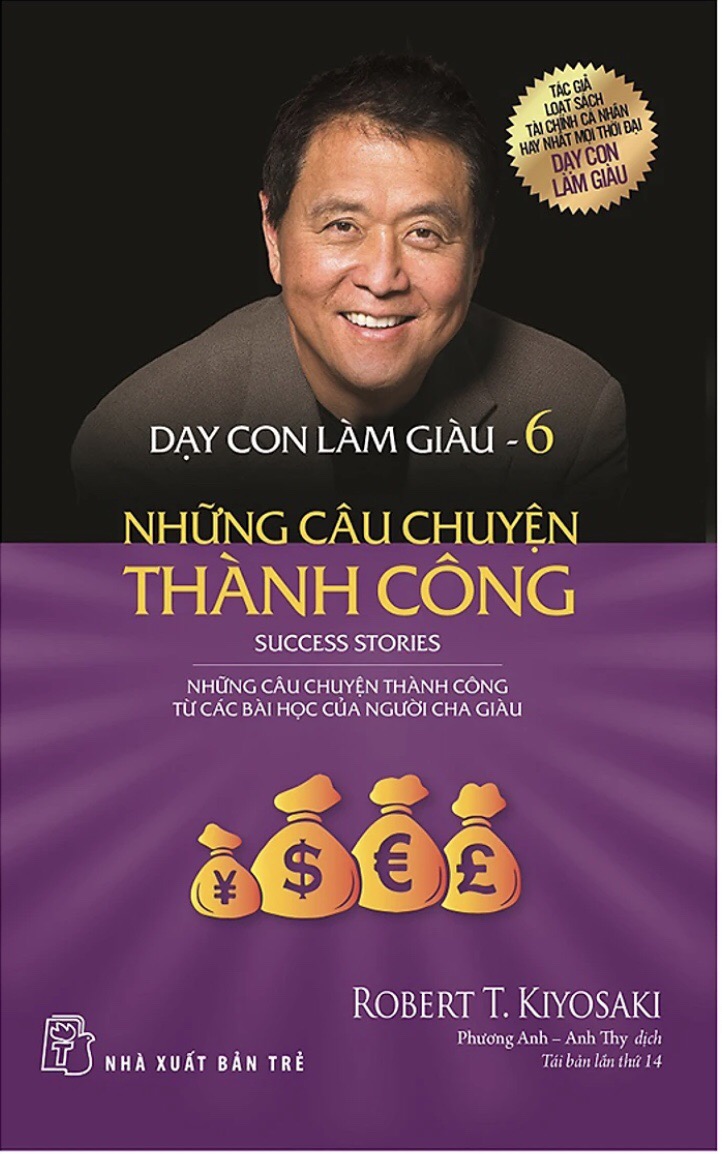 TÁC GIẢ
LOẠT SÁCH
TÀI CHÍNH CÁ NHÂN
HAY NHẤT MỌI THỜI ĐẠI
DẠY CON
LÀM GIÀU
DẠY CON LÀM GIÀU - 6
NHỮNG CÂU CHUYỆN
THÀNH CÔNG
SUCCESS STORIES
NHỮNG CÂU CHUYỆN THÀNH CÔNG
TỪ CÁC BÀI HỌC CỦA NGƯỜI CHA GIÀU
¥ $ € £
ROBERT T. KIYOSAKI
Phương Anh – Anh Thy dịch
Tái bản lần thứ 14
T
NHÀ XUẤT BẢN TRẺ